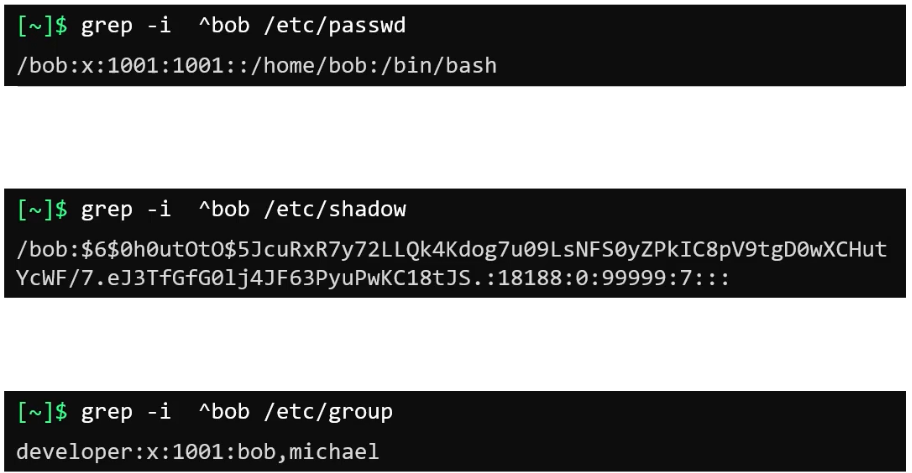 [~]$ grep -i  ^bob /etc/passwd
/bob:x:1001:1001::/home/bob:/bin/bash
[~]$ grep -i  ^bob /etc/shadow
/bob:$6$0h0utOtO$5JcuRxR7y72LLQk4Kdog7u09LsNFS0yZPkIC8pV9tgD0wXCHut
YcWF/7.eJ3TfGfG0lj4JF63PyuPwKC18tJS.:18188:0:99999:7:::
[~]$ grep -i  ^bob /etc/group
developer:x:1001:bob,michael